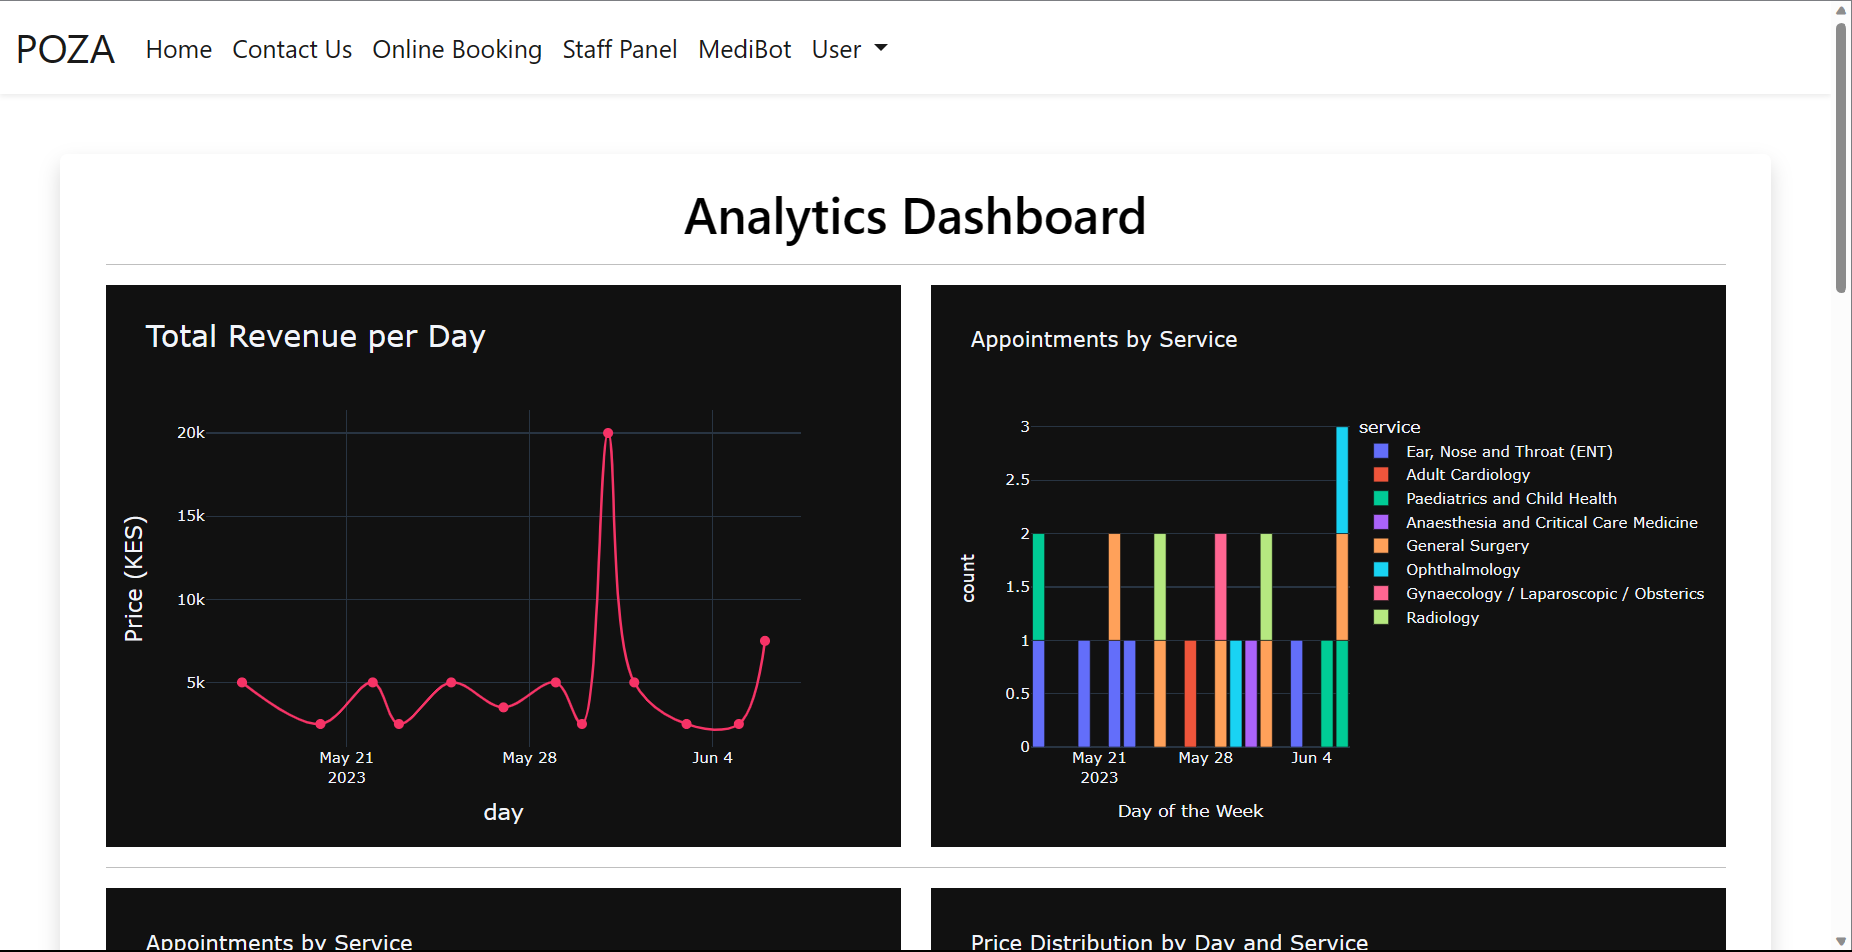 POZA Home Contact Us Online Booking Staff Panel MediBot User
Analytics Dashboard
Total Revenue per Day
20k
15k
10k
5k
Price (KES)
May 21
2023
May 28
Jun 4
day
Appointments by Service
3
2.5
2
1.5
1
0.5
0
count
May 21
2023
May 28
Jun 4
Day of the Week
service
Ear, Nose and Throat (ENT)
Adult Cardiology
Paediatrics and Child Health
Anaesthesia and Critical Care Medicine
General Surgery
Ophthalmology
Gynaecology / Laparoscopic / Obsterics
Radiology
Appointments by Service
Price Distribution by Day and Service